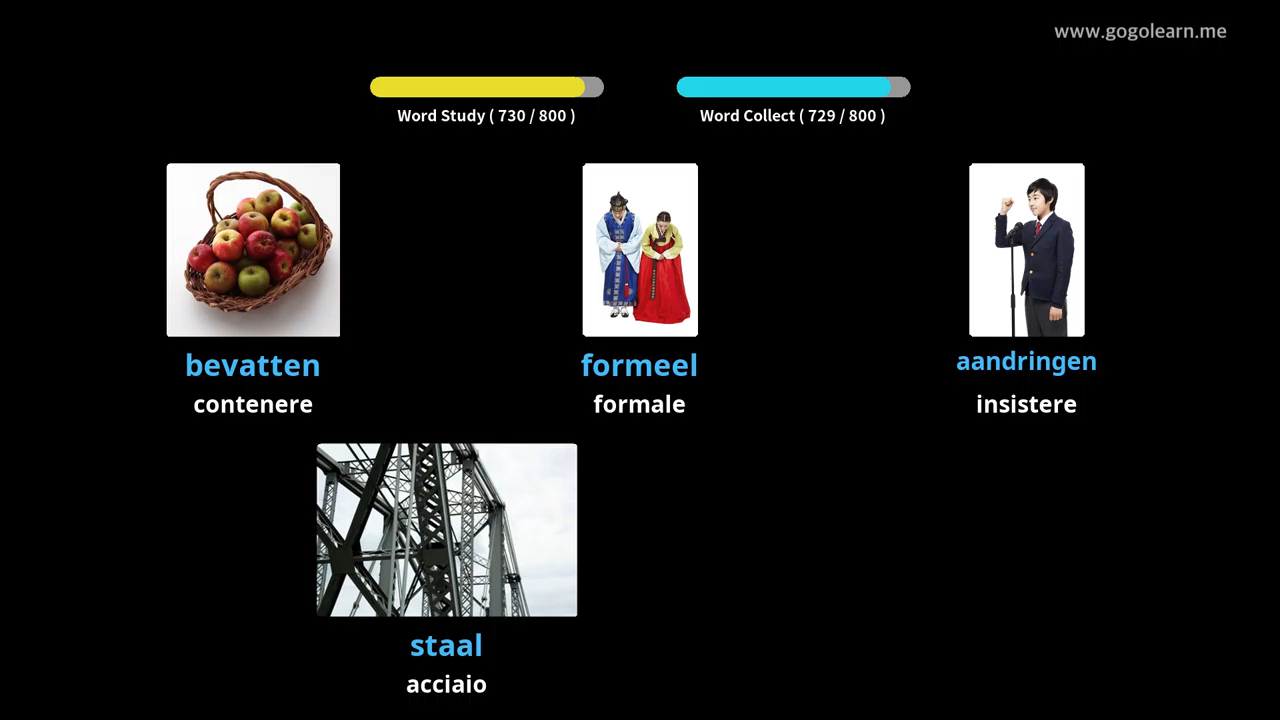 www.gogolearn.me
Word Study ( 730 / 800 )
Word Collect ( 729 / 800 )
bevatten
contenere
formeel
formale
aandringen
insistere
staal
acciaio